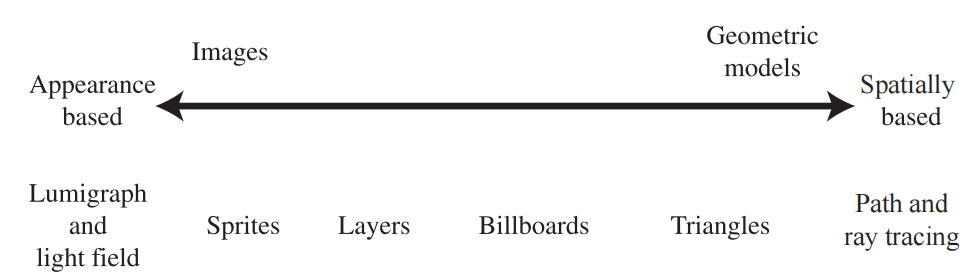 Images
Geometric
models
Appearance
based
Spatially
based
Lumigraph
and
light field
Sprites
Layers
Billboards
Triangles
Path and
ray tracing